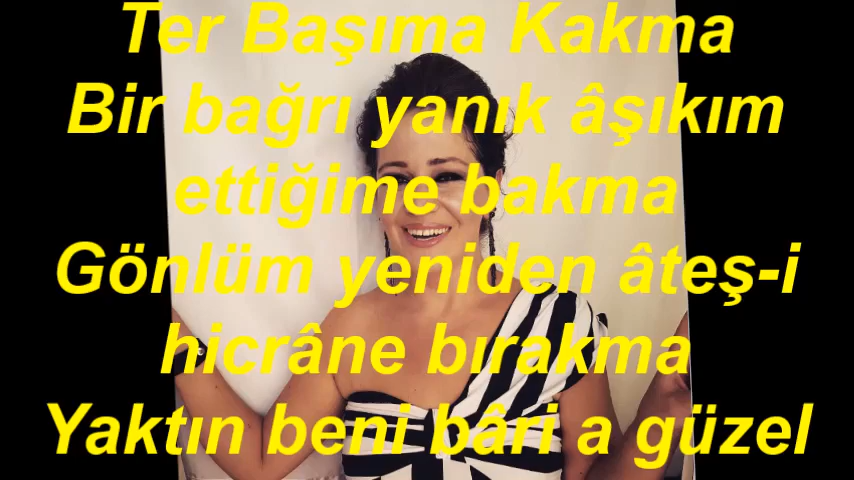 Ter Başıma Kakma
Bir bağrı yanık âşıkım
ettiğime bakma
Gönlüm yeniden âteş-i
hicrâne bırakma
Yaktın beni bâri a güzel